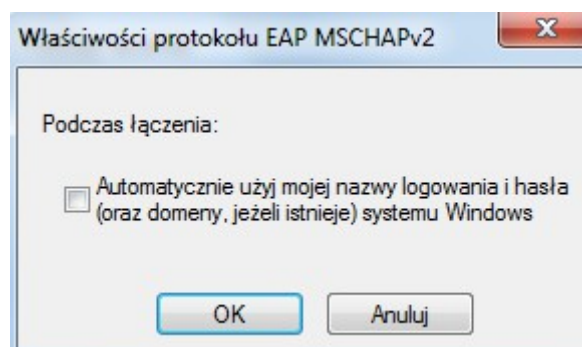 Właściwości protokołu EAP MSCHAPv2
Podczas łączenia:
Automatycznie użyj mojej nazwy logowania i hasła
(oraz domeny, jeżeli istnieje) systemu Windows
OK
Anuluj